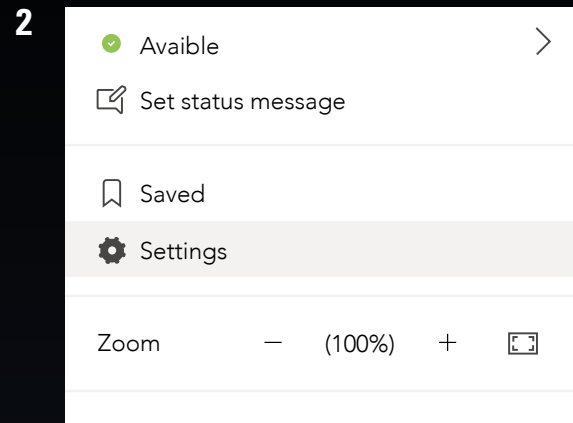 2
Avaible
Set status message
Saved
Settings
Zoom − (100%) +